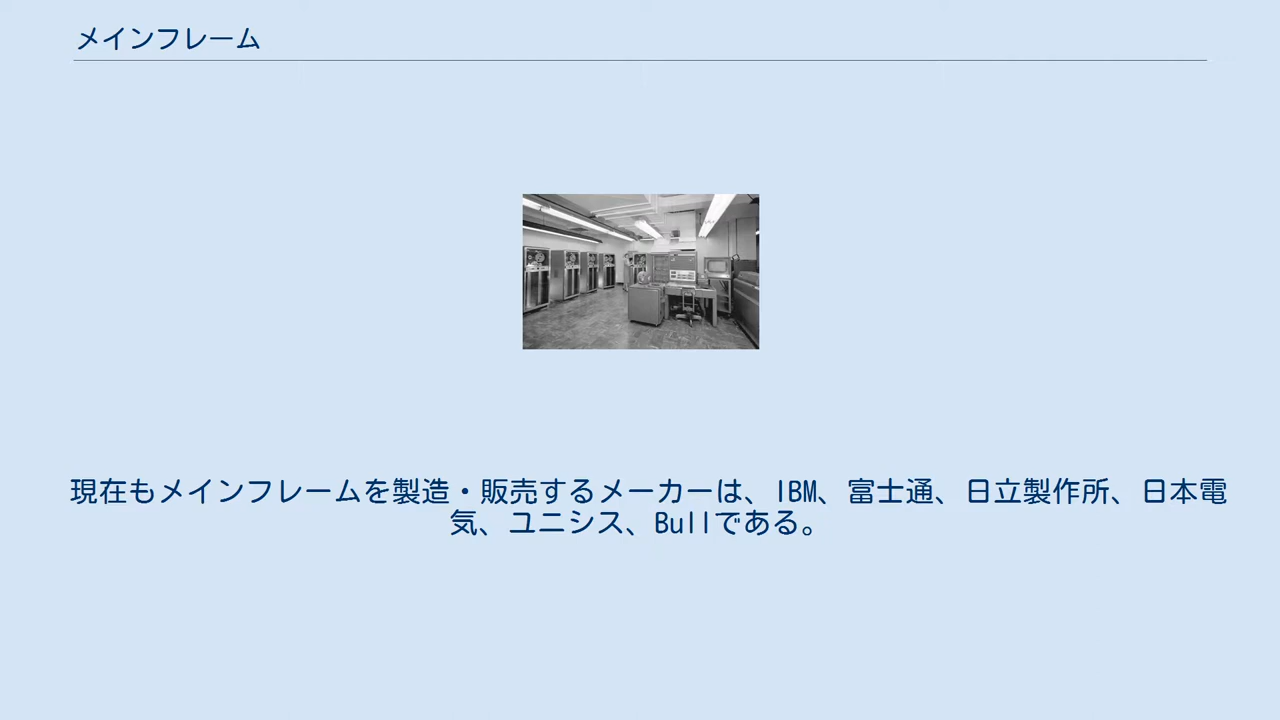 メインフレーム
現在もメインフレームを製造・販売するメーカーは、IBM、富士通、日立製作所、日本電
気、ユニシス、Bullである。